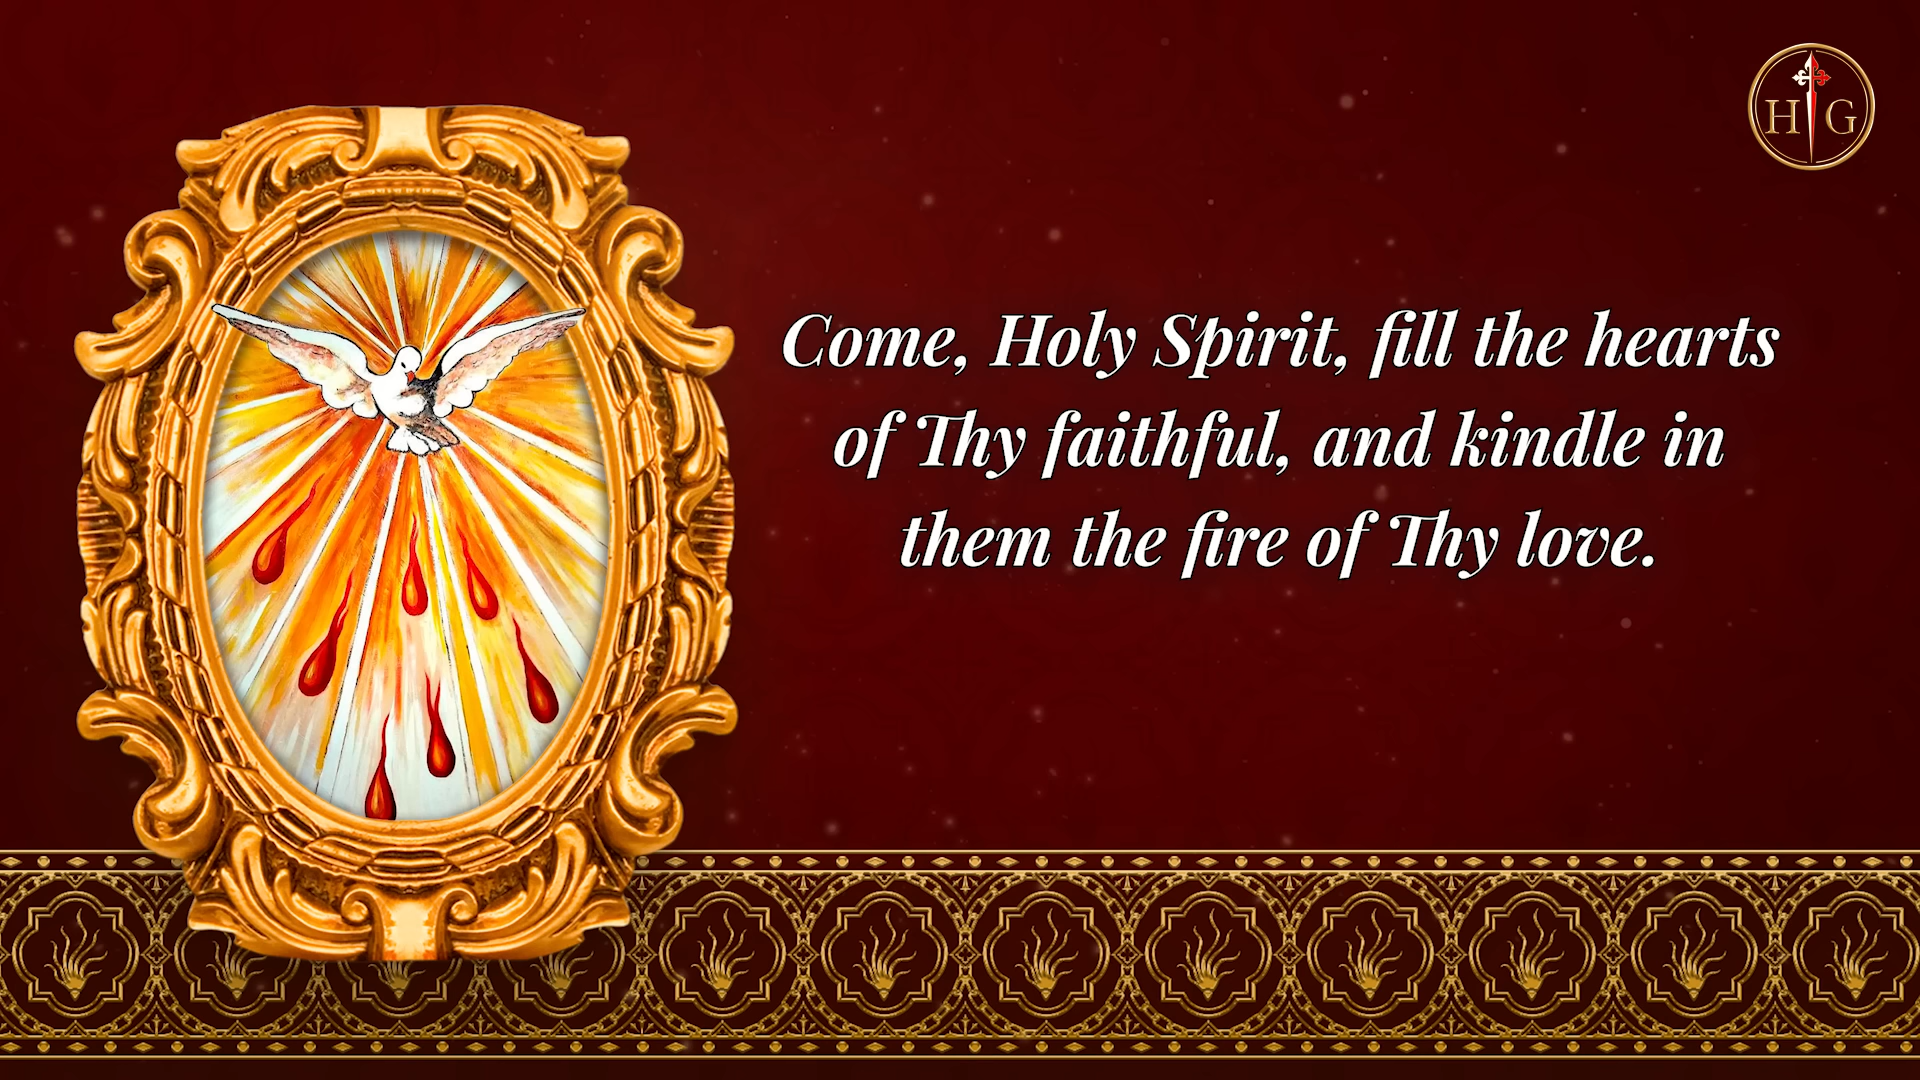 H G
Come, Holy Spirit, fill the hearts
of Thy faithful, and kindle in
them the fire of Thy love.